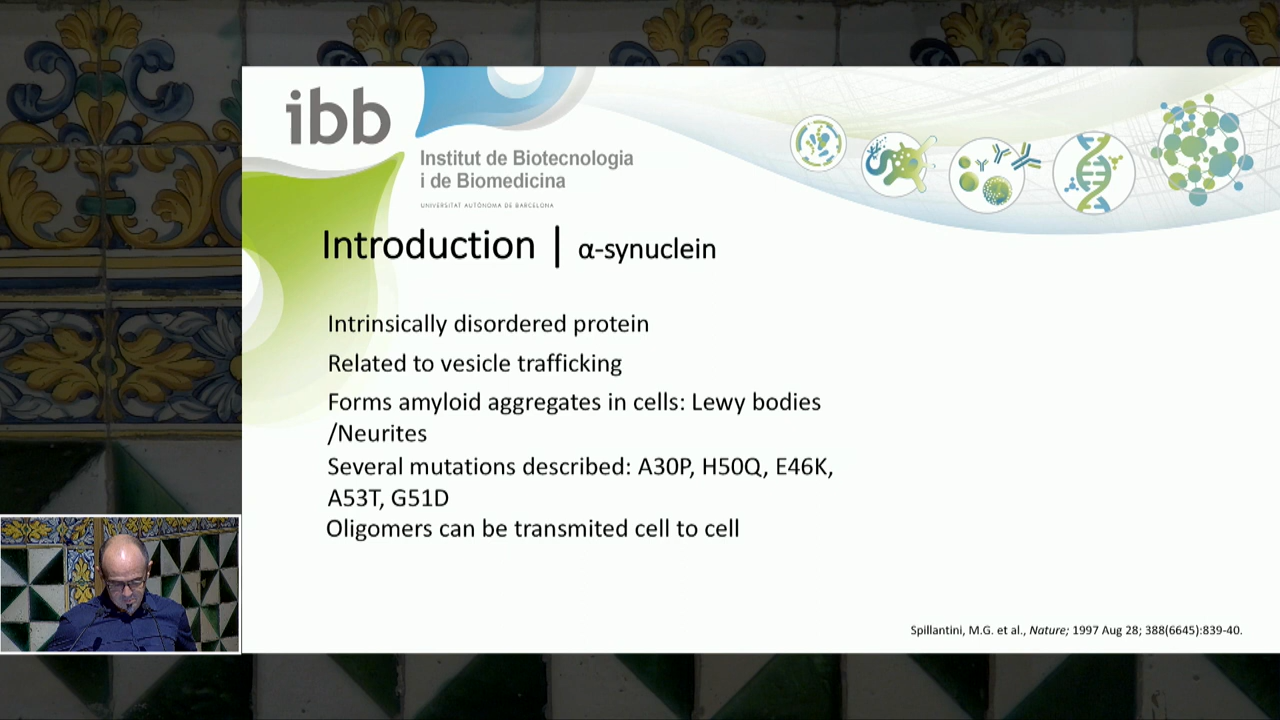 ibb
Institut de Biotecnologia
i de Biomedicina
UNIVERSITAT AUTÒNOMA DE BARCELONA
Introduction | α-synuclein
Intrinsically disordered protein
Related to vesicle trafficking
Forms amyloid aggregates in cells: Lewy bodies
/Neurites
Several mutations described: A30P, H50Q, E46K,
A53T, G51D
Oligomers can be transmited cell to cell
Spillantini, M.G. et al., Nature; 1997 Aug 28; 388(6645):839-40.